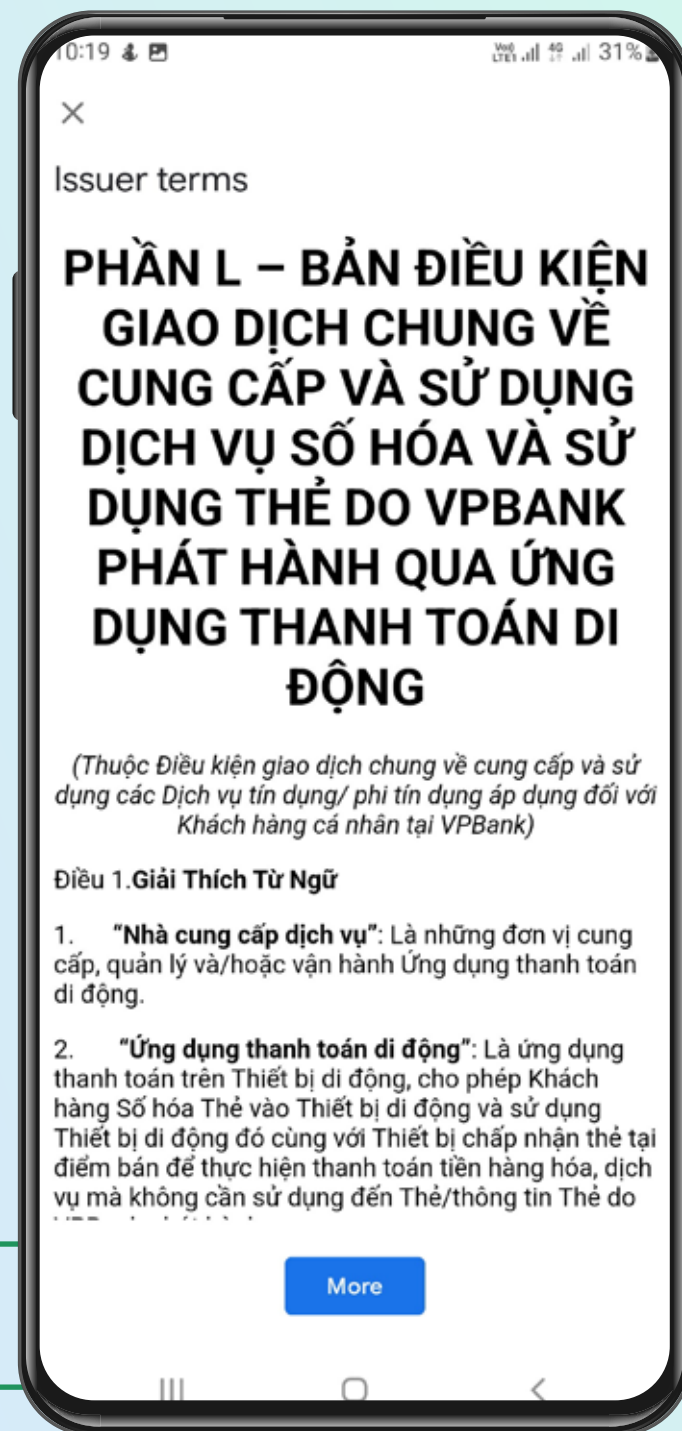 10:19 31%
Issuer terms
PHẦN L – BẢN ĐIỀU KIỆN
GIAO DỊCH CHUNG VỀ
CUNG CẤP VÀ SỬ DỤNG
DỊCH VỤ SỐ HÓA VÀ SỬ
DỤNG THẺ DO VPBANK
PHÁT HÀNH QUA ỨNG
DỤNG THANH TOÁN DI
ĐỘNG
(Thuộc Điều kiện giao dịch chung về cung cấp và sử
dụng các Dịch vụ tín dụng/ phi tín dụng áp dụng đối với
Khách hàng cá nhân tại VPBank)
Điều 1.Giải Thích Từ Ngữ
1. “Nhà cung cấp dịch vụ”: Là những đơn vị cung
cấp, quản lý và/hoặc vận hành Ứng dụng thanh toán
di động.
2. “Ứng dụng thanh toán di động”: Là ứng dụng
thanh toán trên Thiết bị di động, cho phép Khách
hàng Số hóa Thẻ vào Thiết bị di động và sử dụng
Thiết bị di động đó cùng với Thiết bị chấp nhận thẻ tại
điểm bán để thực hiện thanh toán tiền hàng hóa, dịch
vụ mà không cần sử dụng đến Thẻ/thông tin Thẻ do
More